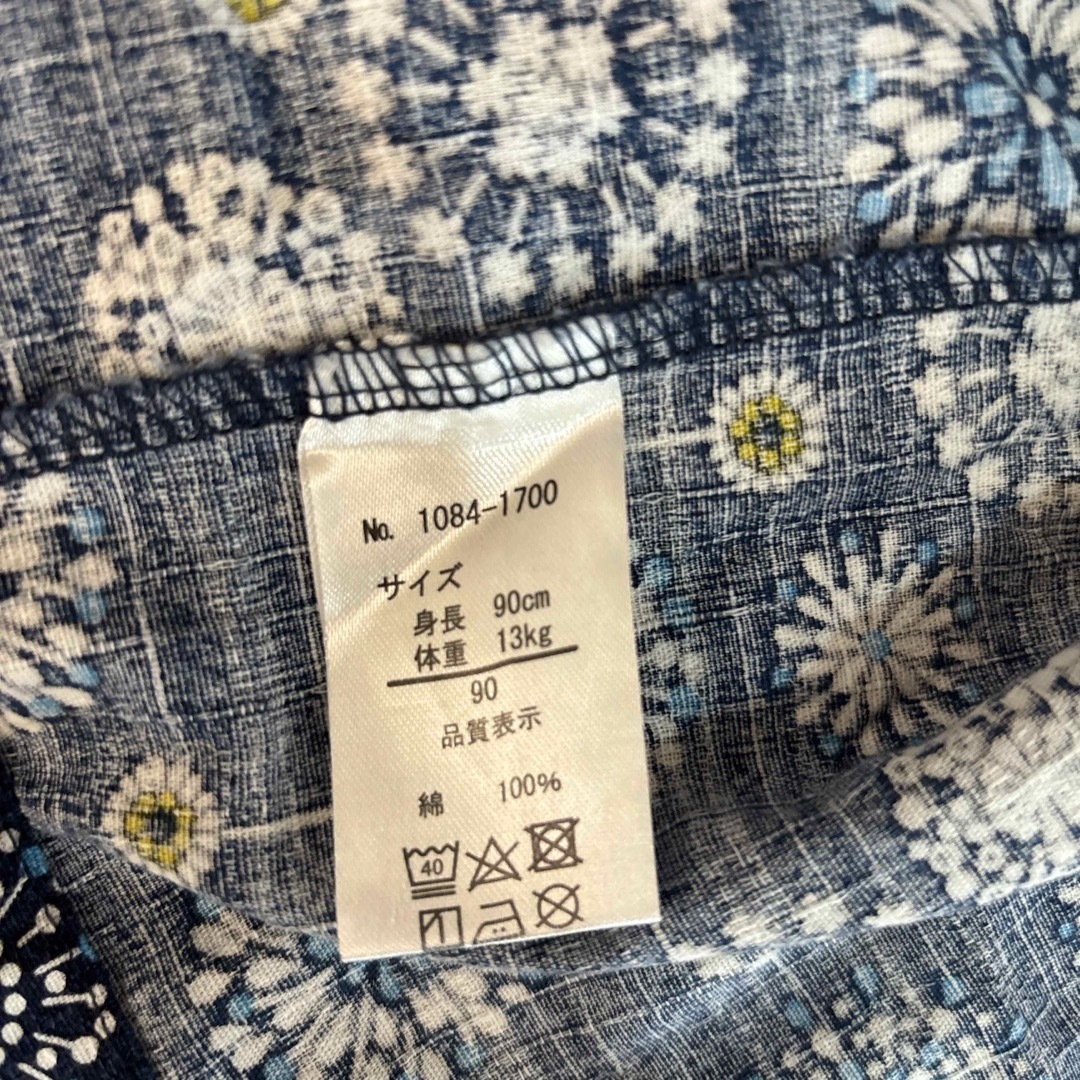 № 1084-1700
サイズ
身長 90cm
体重 13kg
90
品質表示
綿 100%
40